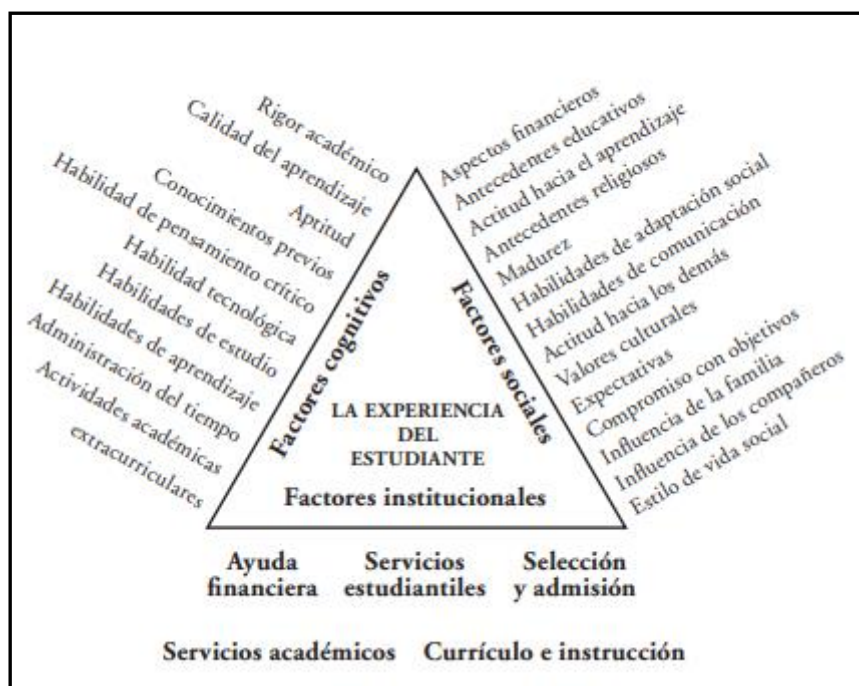 Rigor académico
Calidad del aprendizaje
Aptitud
Conocimientos previos
Habilidad de pensamiento crítico
Habilidad tecnológica
Habilidades de estudio
Habilidades de aprendizaje
Administración del tiempo
Actividades académicas
extracurriculares
Factores cognitivos
Aspectos financieros
Antecedentes educativos
Actitud hacia el aprendizaje
Antecedentes religiosos
Madurez
Habilidades de adaptación social
Habilidades de comunicación
Actitud hacia los demás
Valores culturales
Expectativas
Compromiso con objetivos
Influencia de la familia
Influencia de los compañeros
Estilo de vida social
Factores sociales
LA EXPERIENCIA
DEL
ESTUDIANTE
Factores institucionales
Ayuda financiera
Servicios estudiantiles
Selección y admisión
Servicios académicos
Currículo e instrucción